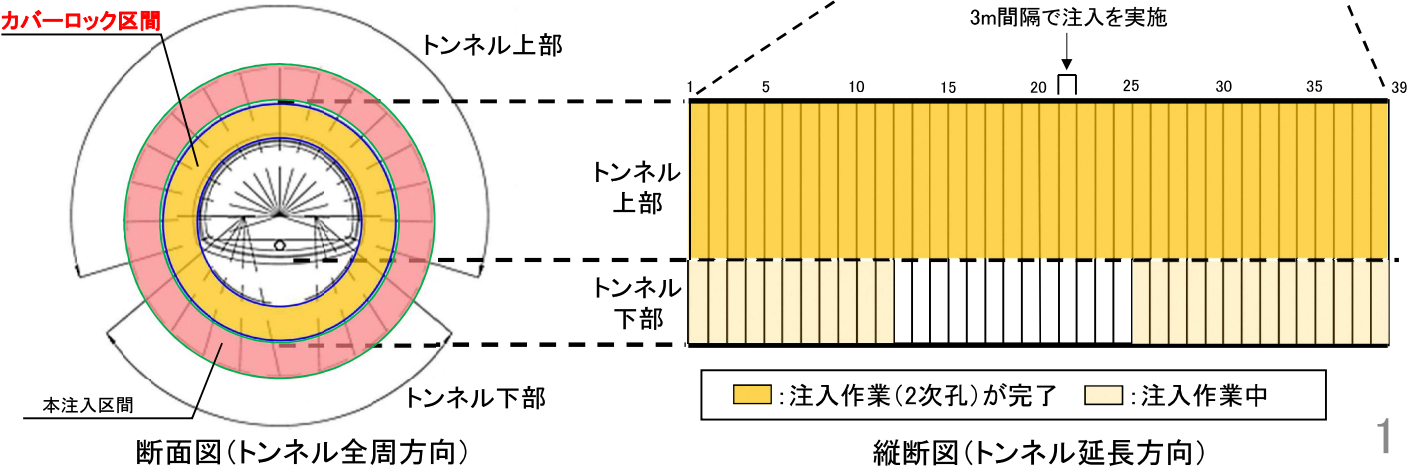 カバーロック区間
トンネル上部
トンネル下部
本注入区間
断面図(トンネル全周方向)
3m間隔で注入を実施
1 5 10 15 20 25 30 35 39
トンネル
上部
トンネル
下部
:注入作業(2次孔)が完了 :注入作業中
縦断図(トンネル延長方向)
1